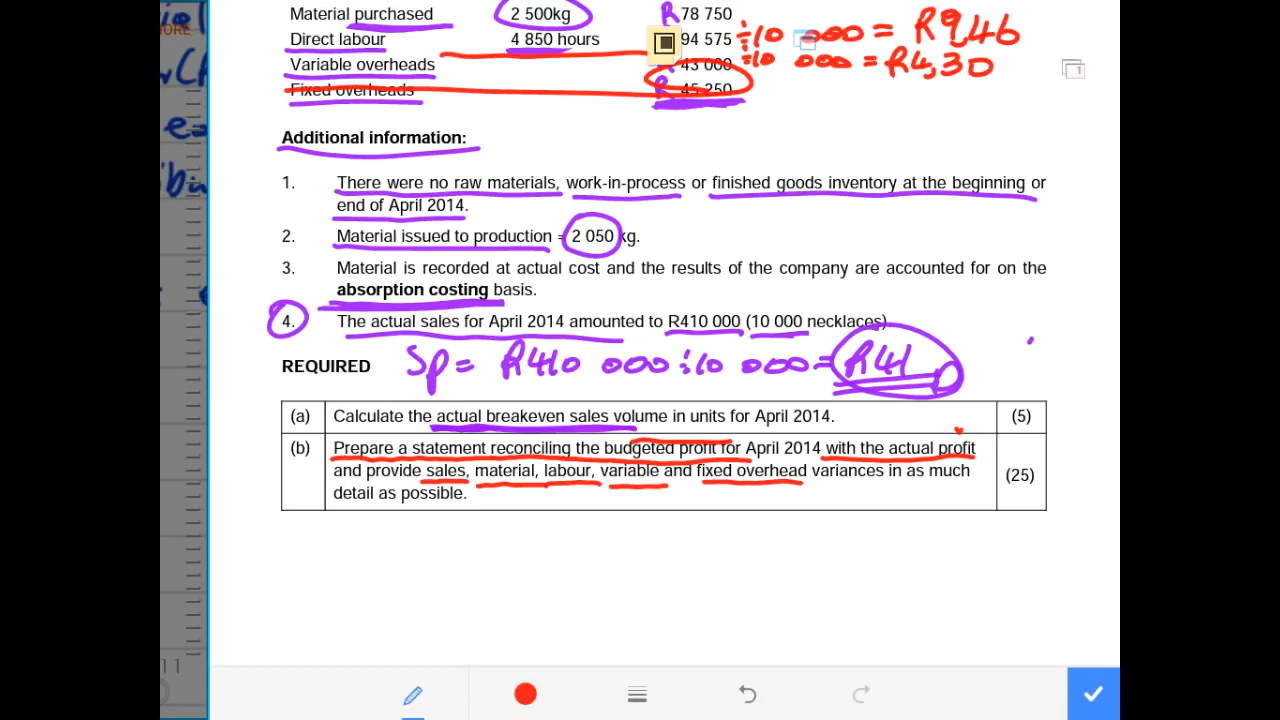 Material purchased 2 500kg R 78 750
Direct labour 4 850 hours 94 575 ÷10 000 = R9,46
Variable overheads 43 000 ÷10 000 = R4,30
Fixed overheads R 45 250
Additional information:
1. There were no raw materials, work-in-process or finished goods inventory at the beginning or
end of April 2014.
2. Material issued to production = 2 050 kg.
3. Material is recorded at actual cost and the results of the company are accounted for on the
absorption costing basis.
4. The actual sales for April 2014 amounted to R410 000 (10 000 necklaces).
REQUIRED Sp = R410 000 ÷10 000 = R41
(a) Calculate the actual breakeven sales volume in units for April 2014. (5)
(b) Prepare a statement reconciling the budgeted profit for April 2014 with the actual profit
and provide sales, material, labour, variable and fixed overhead variances in as much
detail as possible. (25)